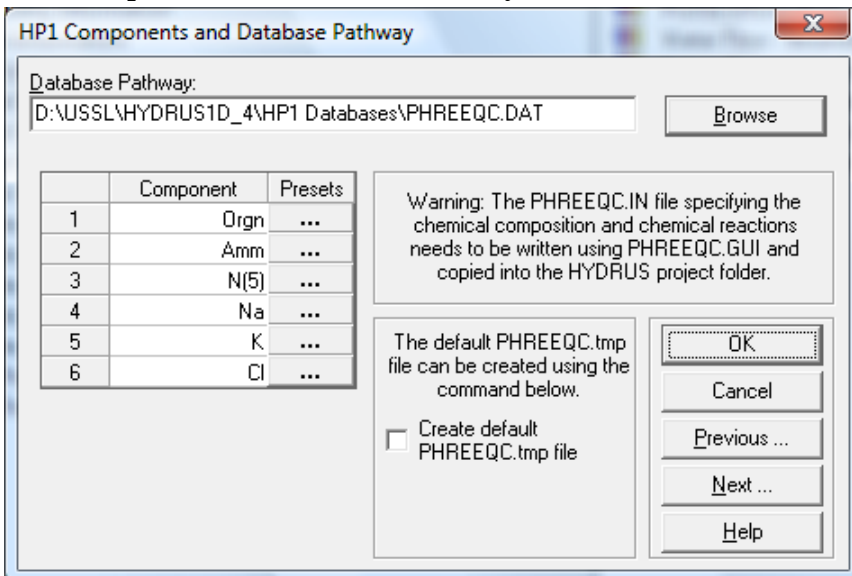 HP1 Components and Database Pathway
Database Pathway:
D:\USSL\HYDRUS1D_4\HP1 Databases\PHREEQC.DAT
Browse
Component Presets
1 Orgn ...
2 Amm ...
3 N(5) ...
4 Na ...
5 K ...
6 Cl ...
Warning: The PHREEQC.IN file specifying the
chemical composition and chemical reactions
needs to be written using PHREEQC.GUI and
copied into the HYDRUS project folder.
The default PHREEQC.tmp
file can be created using the
command below.
Create default
PHREEQC.tmp file
OK
Cancel
Previous ...
Next ...
Help